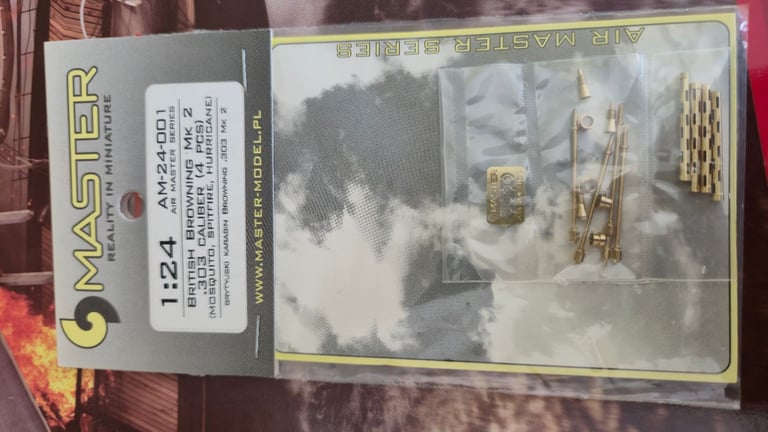 MASTER
REALITY IN MINIATURE
1:24
AM-24-001
AIR MASTER SERIES
BRITISH BROWNING MK 2
.303 CALIBER (4 PCS)
(MOSQUITO, SPITFIRE, HURRICANE)
BRYTYJSKI KARABIN BROWNING .303 MK 2
WWW.MASTER-MODEL.PL
AIR MASTER SERIES
MASTER